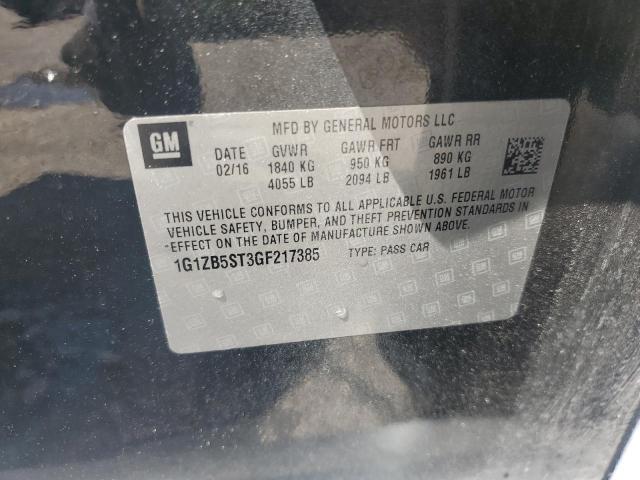 GM
MFD BY GENERAL MOTORS LLC
DATE GVWR GAWR FRT GAWR RR
02/16 1840 KG 950 KG 890 KG
4055 LB 2094 LB 1961 LB
THIS VEHICLE CONFORMS TO ALL APPLICABLE U.S. FEDERAL MOTOR
VEHICLE SAFETY, BUMPER, AND THEFT PREVENTION STANDARDS IN
EFFECT ON THE DATE OF MANUFACTURE SHOWN ABOVE.
1G1ZB5ST3GF217385 TYPE: PASS CAR